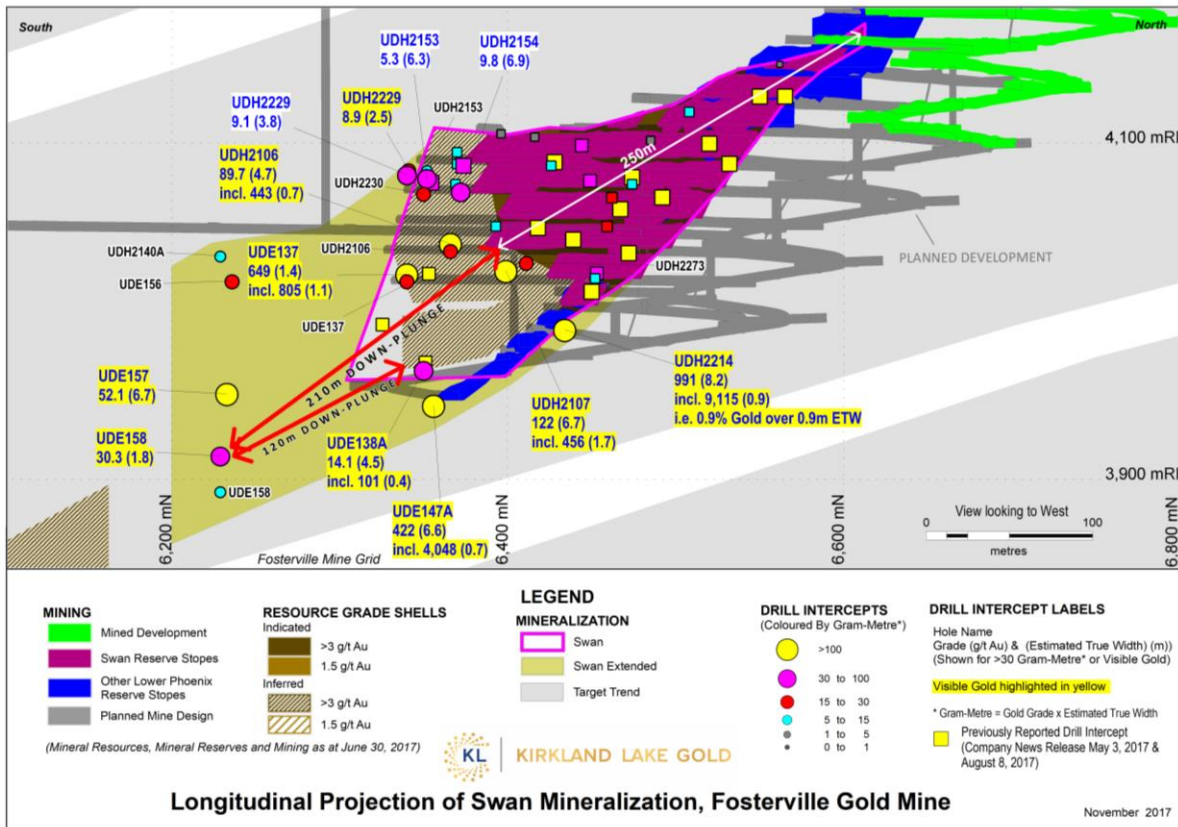 South
North
UDH2153
5.3 (6.3)
UDH2154
9.8 (6.9)
UDH2229
9.1 (3.8)
UDH2229
8.9 (2.5)
UDH2153
UDH2106
89.7 (4.7)
incl. 443 (0.7)
UDH2230
250m
4,100 mRl
UDH2140A
UDE156
UDE137
649 (1.4)
incl. 805 (1.1)
UDH2106
UDH2273
PLANNED DEVELOPMENT
UDE137
210m DOWN-PLUNGE
120m DOWN-PLUNGE
UDE157
52.1 (6.7)
UDE158
30.3 (1.8)
UDE158
UDE138A
14.1 (4.5)
incl. 101 (0.4)
UDH2107
122 (6.7)
incl. 456 (1.7)
UDH2214
991 (8.2)
incl. 9,115 (0.9)
i.e. 0.9% Gold over 0.9m ETW
UDE147A
422 (6.6)
incl. 4,048 (0.7)
3,900 mRl
6,200 mN
6,400 mN
6,600 mN
6,800 mN
Fosterville Mine Grid
View looking to West
0 100
metres
LEGEND
MINING
Mined Development
Swan Reserve Stopes
Other Lower Phoenix
Reserve Stopes
Planned Mine Design
RESOURCE GRADE SHELLS
Indicated
>3 g/t Au
1.5 g/t Au
Inferred
>3 g/t Au
1.5 g/t Au
MINERALIZATION
Swan
Swan Extended
Target Trend
DRILL INTERCEPTS
(Coloured By Gram-Metre*)
>100
30 to 100
15 to 30
5 to 15
1 to 5
0 to 1
DRILL INTERCEPT LABELS
Hole Name
Grade (g/t Au) & (Estimated True Width) (m))
(Shown for >30 Gram-Metre* or Visible Gold)
Visible Gold highlighted in yellow
* Gram-Metre = Gold Grade x Estimated True Width
Previously Reported Drill Intercept
(Company News Release May 3, 2017 &
August 8, 2017)
(Mineral Resources, Mineral Reserves and Mining as at June 30, 2017)
KL KIRKLAND LAKE GOLD
Longitudinal Projection of Swan Mineralization, Fosterville Gold Mine
November 2017